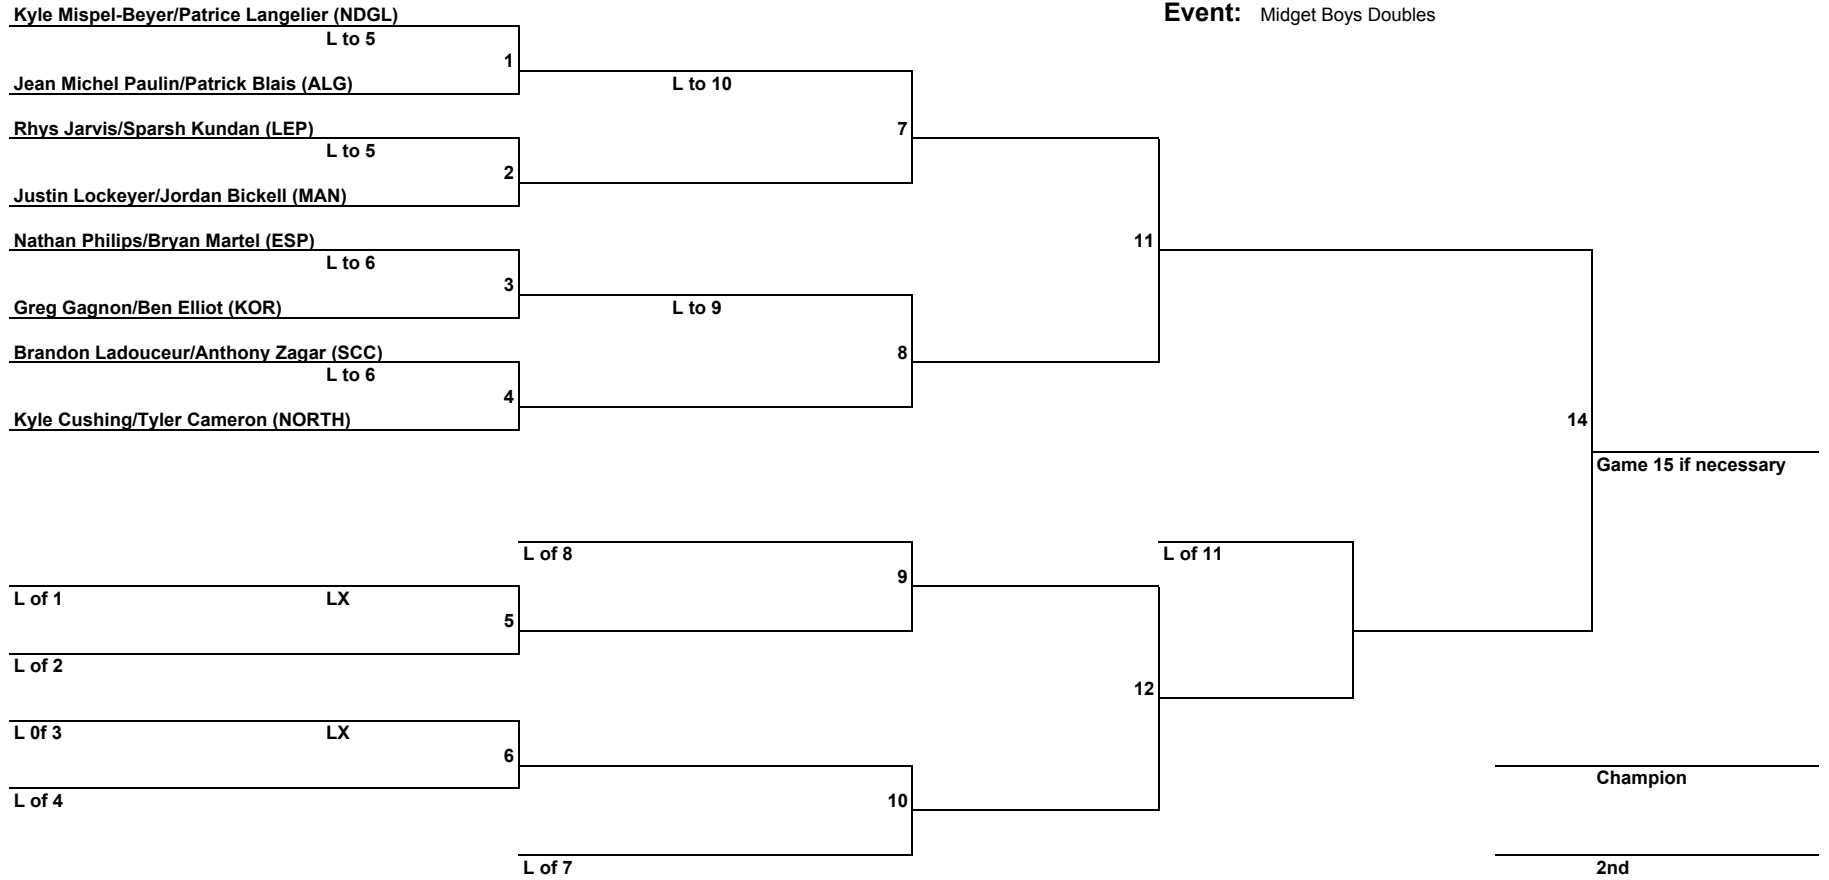 Kyle Mispel-Beyer/Patrice Langelier (NDGL)
Event: Midget Boys Doubles
L to 5
1
Jean Michel Paulin/Patrick Blais (ALG)
L to 10
Rhys Jarvis/Sparsh Kundan (LEP)
7
L to 5
2
Justin Lockeyer/Jordan Bickell (MAN)
Nathan Philips/Bryan Martel (ESP)
11
L to 6
3
Greg Gagnon/Ben Elliot (KOR)
L to 9
Brandon Ladouceur/Anthony Zagar (SCC)
8
L to 6
4
Kyle Cushing/Tyler Cameron (NORTH)
14
Game 15 if necessary
L of 8
L of 11
9
L of 1
LX
5
L of 2
12
L 0f 3
LX
6
Champion
L of 4
10
L of 7
2nd